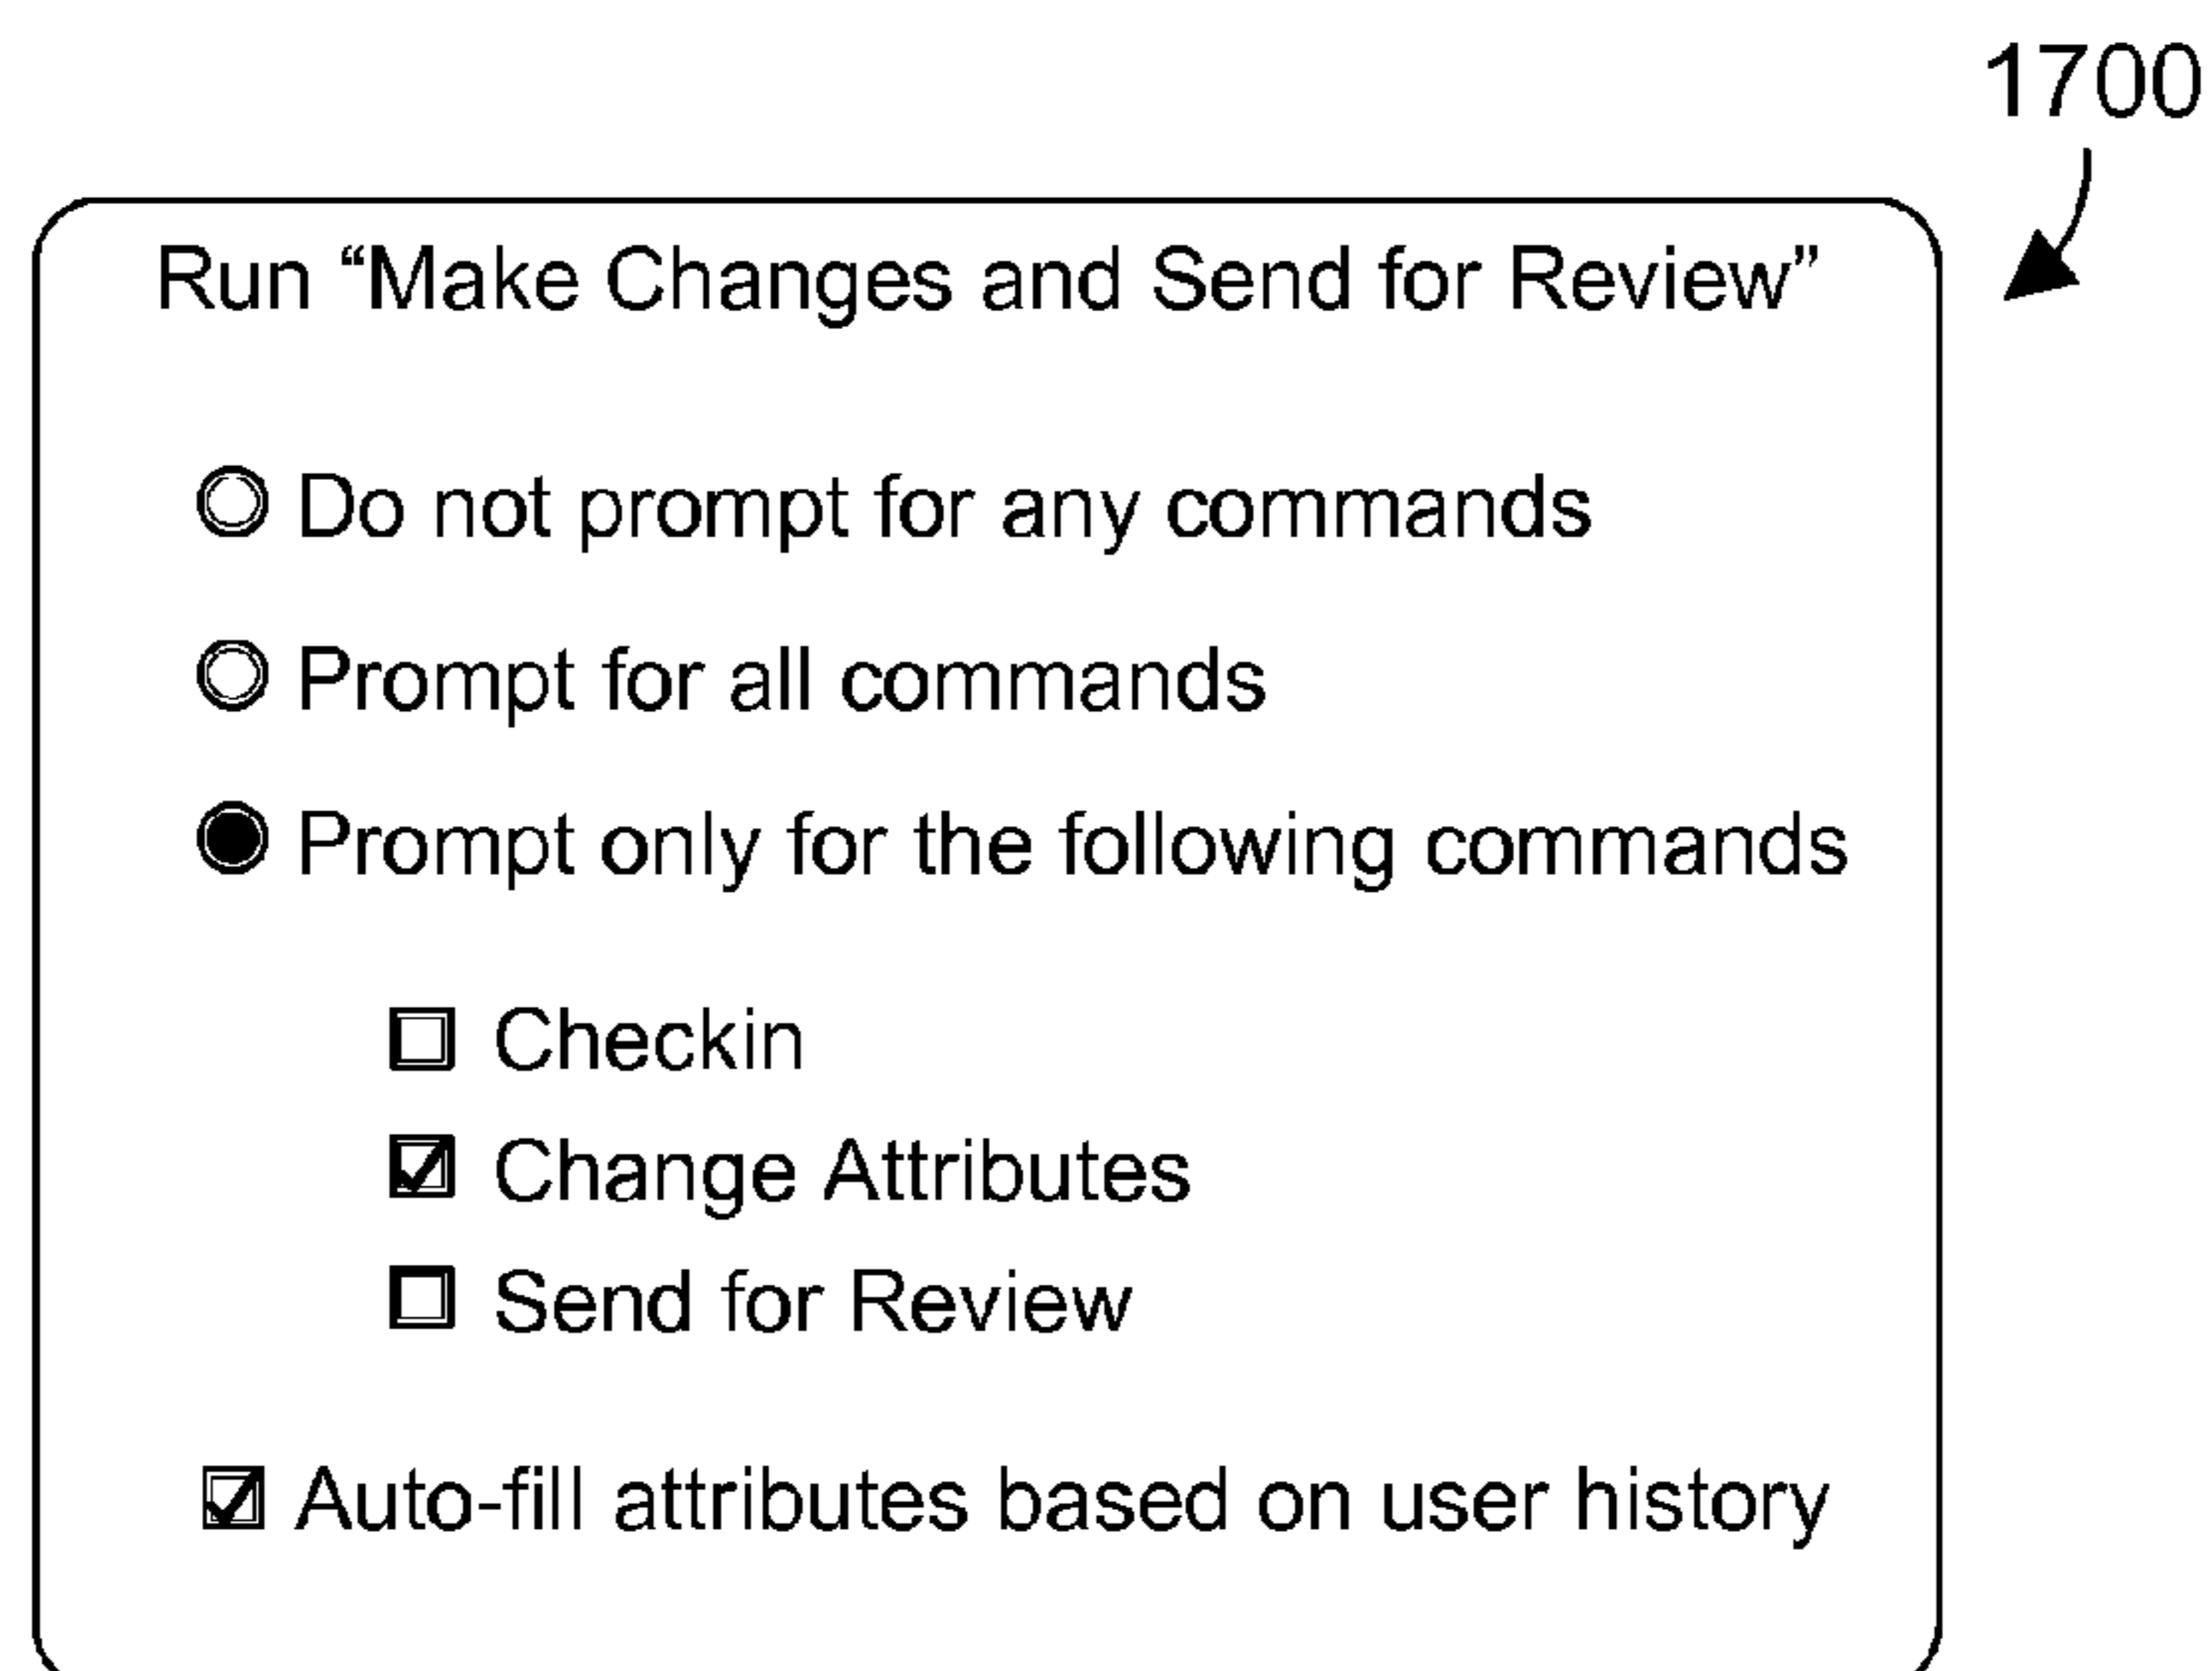 1700
Run “Make Changes and Send for Review”
Do not prompt for any commands
Prompt for all commands
Prompt only for the following commands
Checkin
Change Attributes
Send for Review
Auto-fill attributes based on user history